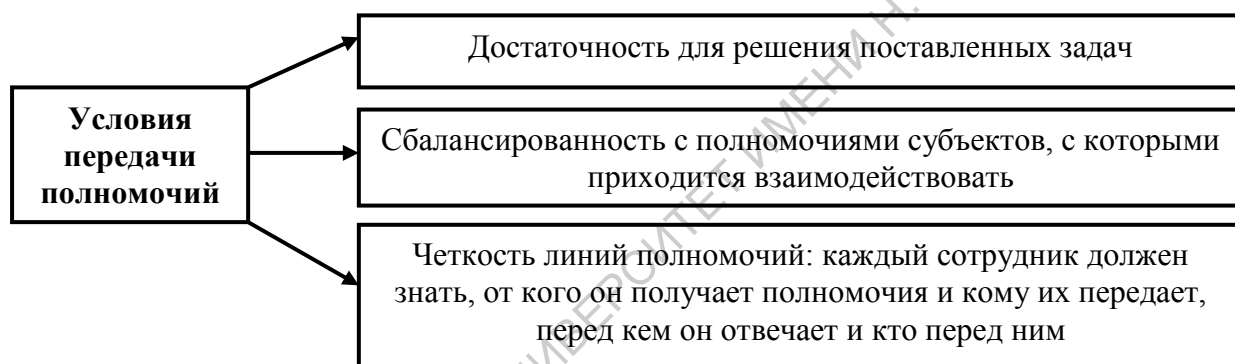 Условия
передачи
полномочий
Достаточность для решения поставленных задач
Сбалансированность с полномочиями субъектов, с которыми
приходится взаимодействовать
Четкость линий полномочий: каждый сотрудник должен
знать, от кого он получает полномочия и кому их передает,
перед кем он отвечает и кто перед ним
ИМЕНИ Н.